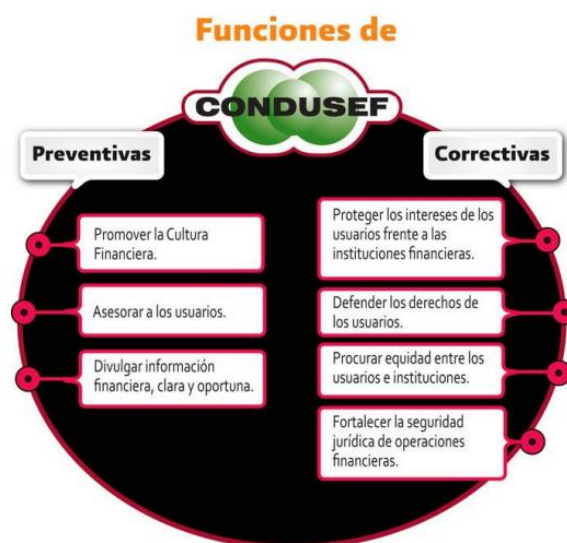 Funciones de
CONDUSEF
Preventivas
Promover la Cultura
Financiera.
Asesorar a los usuarios.
Divulgar información
financiera, clara y oportuna.
Correctivas
Proteger los intereses de los
usuarios frente a las
instituciones financieras.
Defender los derechos de
los usuarios.
Procurar equidad entre los
usuarios e instituciones.
Fortalecer la seguridad
jurídica de operaciones
financieras.